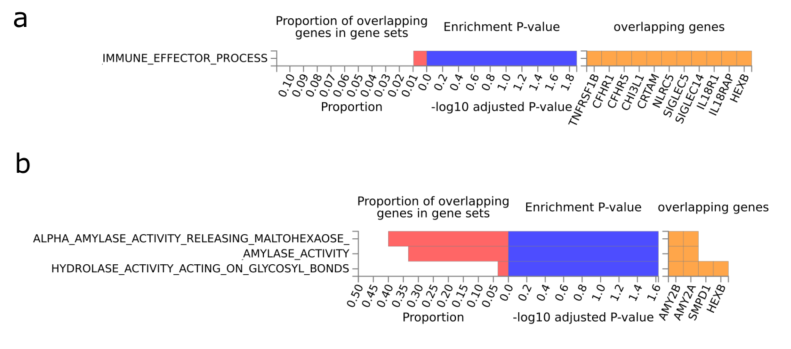 a
Proportion of overlapping
genes in gene sets
Enrichment P-value
overlapping genes
IMMUNE_EFFECTOR_PROCESS
0.10 0.09 0.08 0.07 0.06 0.05 0.04 0.03 0.02 0.01 0.0 0.2 0.4 0.6 0.8 1.0 1.2 1.4 1.6 1.8
TNFRSF1B CFHR1 CFHR5 CHI3L1 CRTAM NLRC5 SIGLEC5 SIGLEC14 IL18R1 IL18RAP HEXB
Proportion
-log10 adjusted P-value
b
Proportion of overlapping
genes in gene sets
Enrichment P-value
overlapping genes
ALPHA_AMYLASE_ACTIVITY_RELEASING_MALTOHEXAOSE_
AMYLASE_ACTIVITY
HYDROLASE_ACTIVITY_ACTING_ON_GLYCOSYL_BONDS
0.50 0.45 0.40 0.35 0.30 0.25 0.20 0.15 0.10 0.05 0.0 0.2 0.4 0.6 0.8 1.0 1.2 1.4 1.6
AMY2B AMY2A SMPD1 HEXB
Proportion
-log10 adjusted P-value